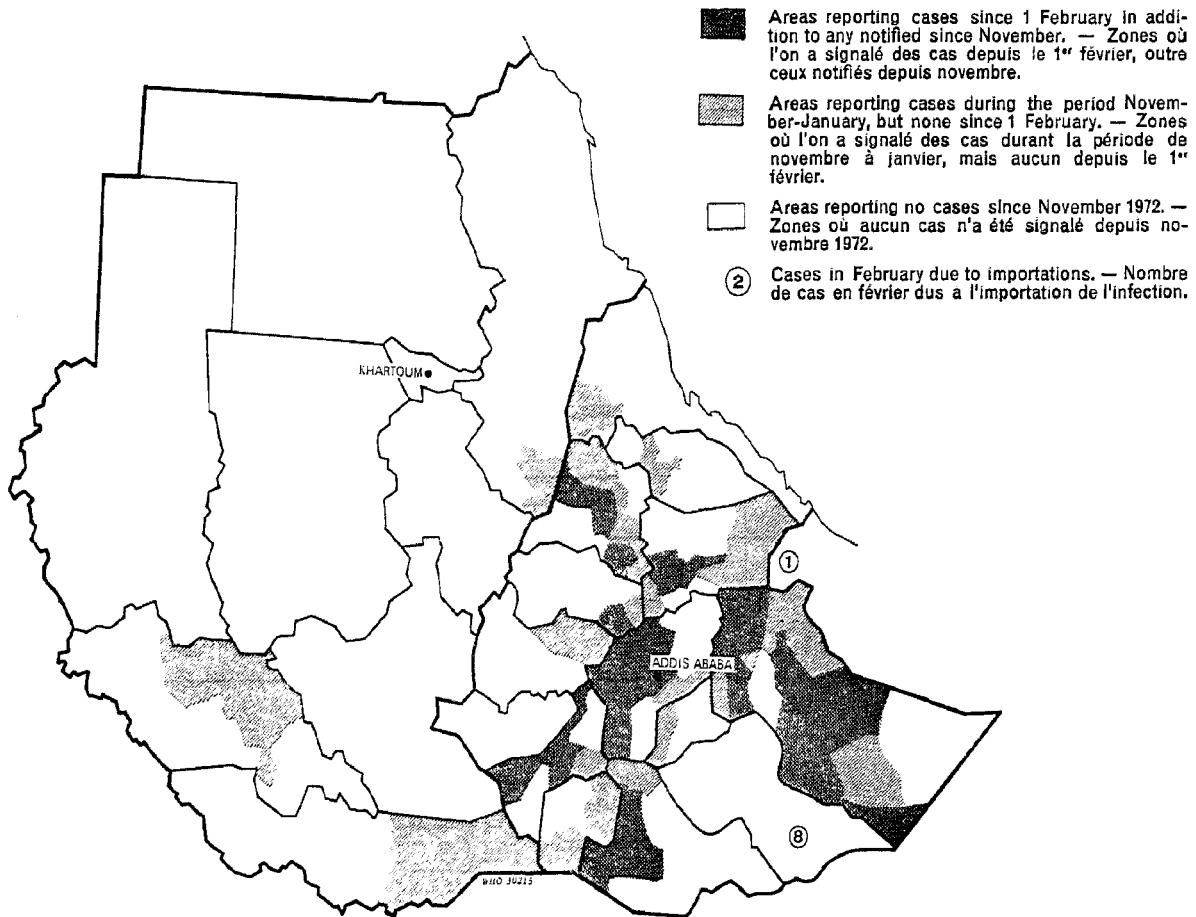 Areas reporting cases since 1 February in addi-
tion to any notified since November. — Zones où
l'on a signalé des cas depuis le 1er février, outre
ceux notifiés depuis novembre.
Areas reporting cases during the period Novem-
ber-January, but none since 1 February. — Zones
où l'on a signalé des cas durant la période de
novembre à janvier, mais aucun depuis le 1er
février.
Areas reporting no cases since November 1972. —
Zones où aucun cas n'a été signalé depuis no-
vembre 1972.
2 Cases in February due to importations. — Nombre
de cas en février dus a l'importation de l'infection.
KHARTOUM
1
ADDIS ABABA
8
WHO 30215